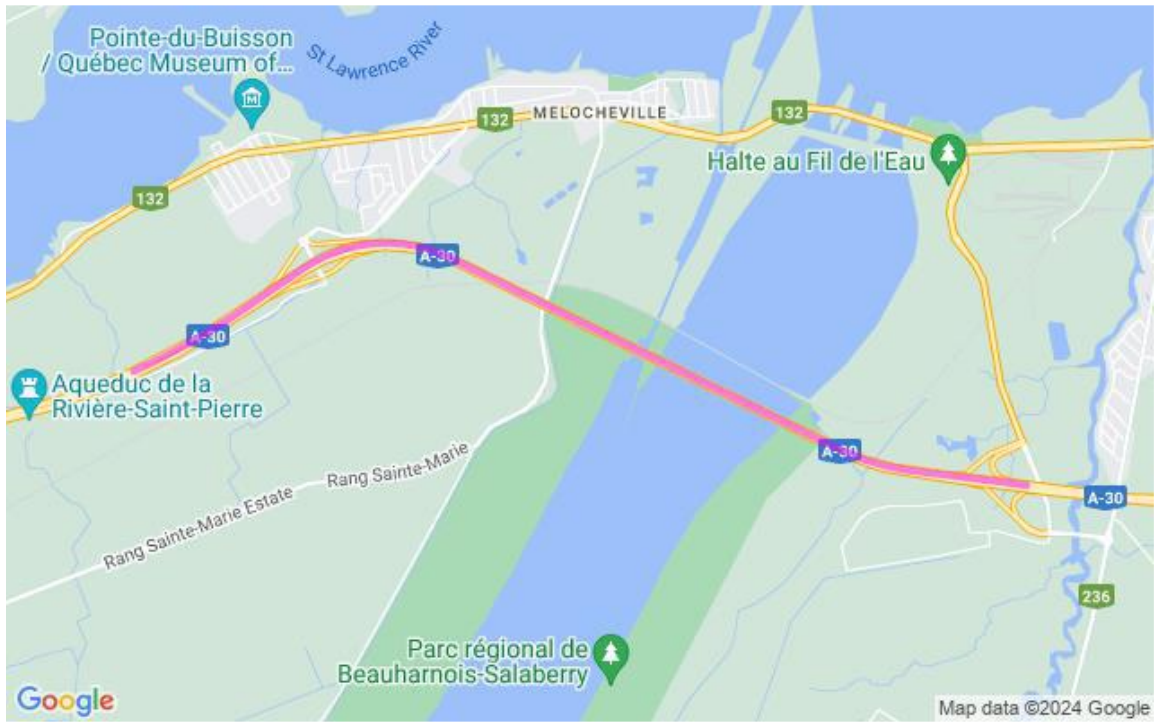 Pointe-du-Buisson
/ Québec Museum of...
St Lawrence River
132
MELOCHEVILLE
132
Halte au Fil de l'Eau
132
A-30
A-30
Aqueduc de la
Rivière-Saint-Pierre
Rang Sainte-Marie
A-30
A-30
Rang Sainte-Marie Estate
236
Parc régional de
Beauharnois-Salaberry
Google
Map data ©2024 Google